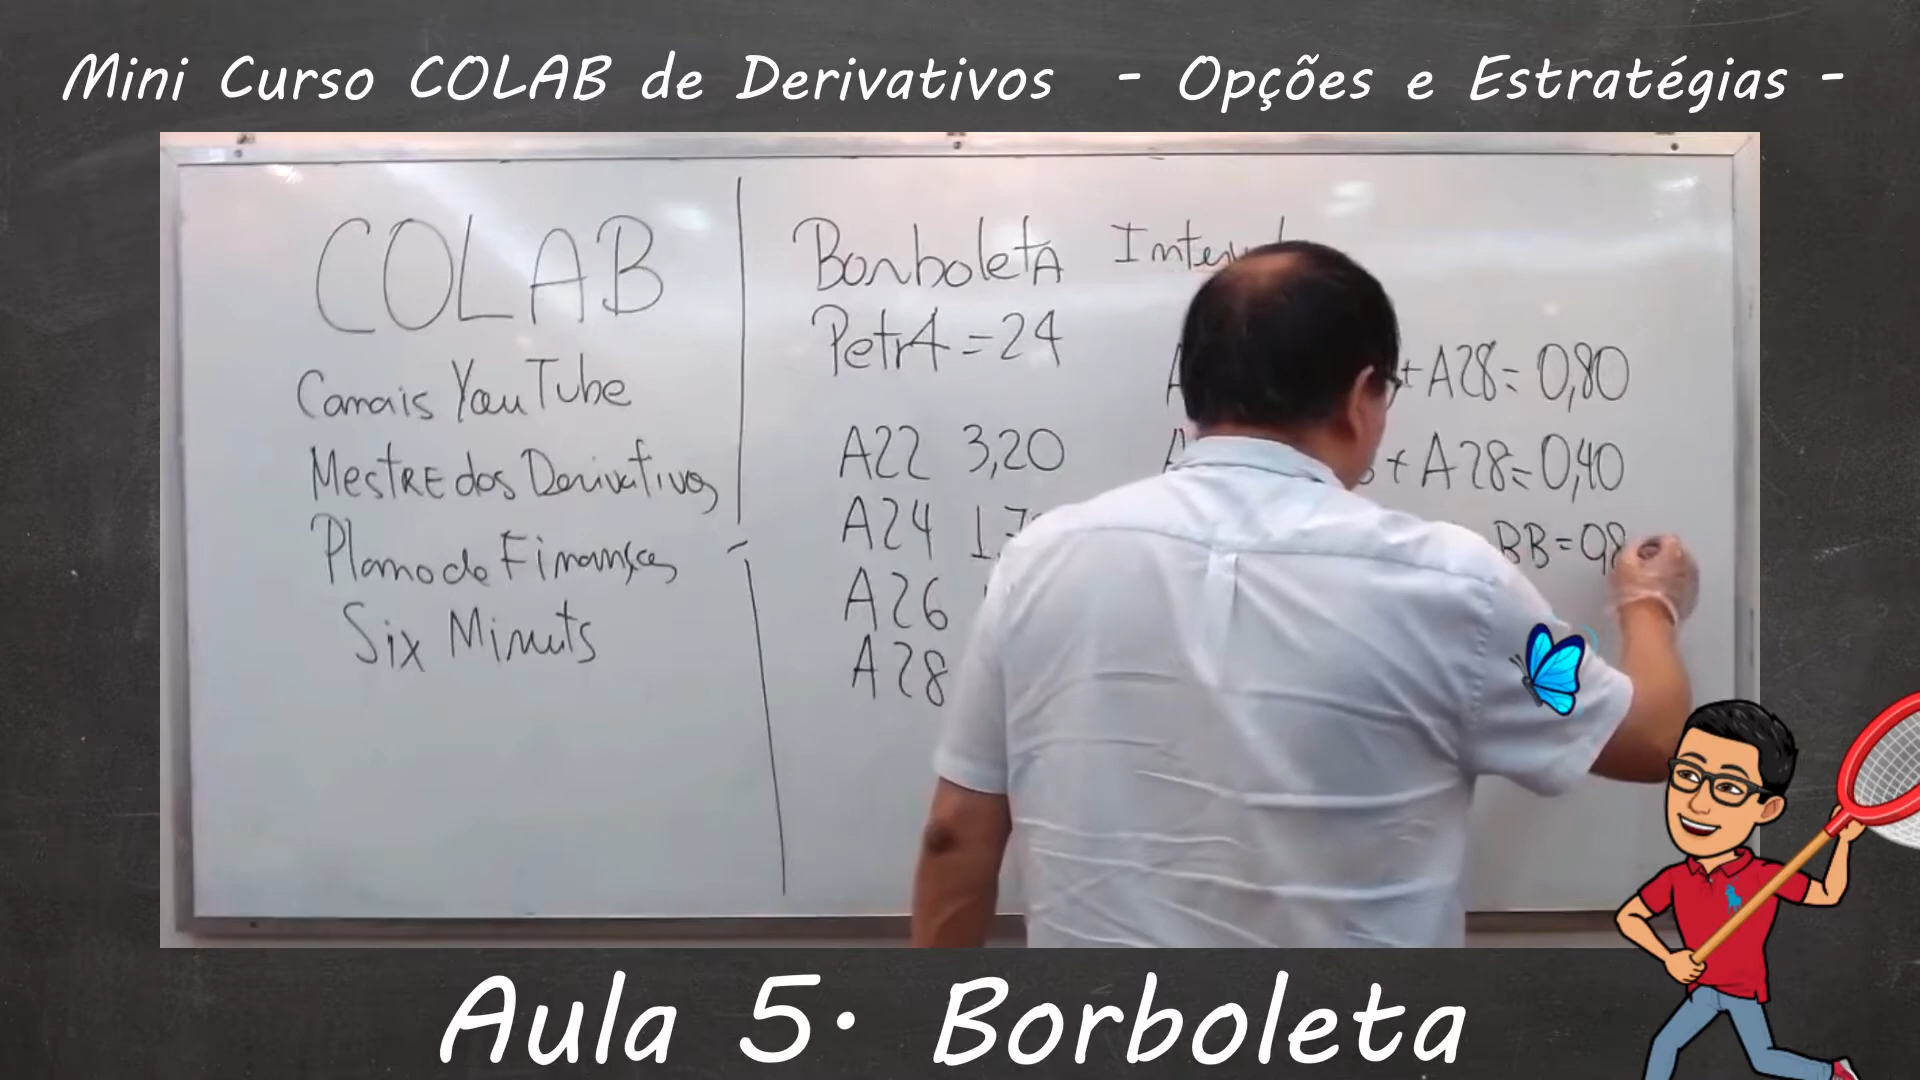 Mini Curso COLAB de Derivativos - Opções e Estratégias -
COLAB
Canais YouTube
Mestre dos Derivativos
Plano de Finanças
Six Minuts
Borboleta
Petr4 = 24
A22 3,20
A24
A26
A28
+ A28 = 0,80
+ A28 = 0,40
BB =
Aula 5. Borboleta